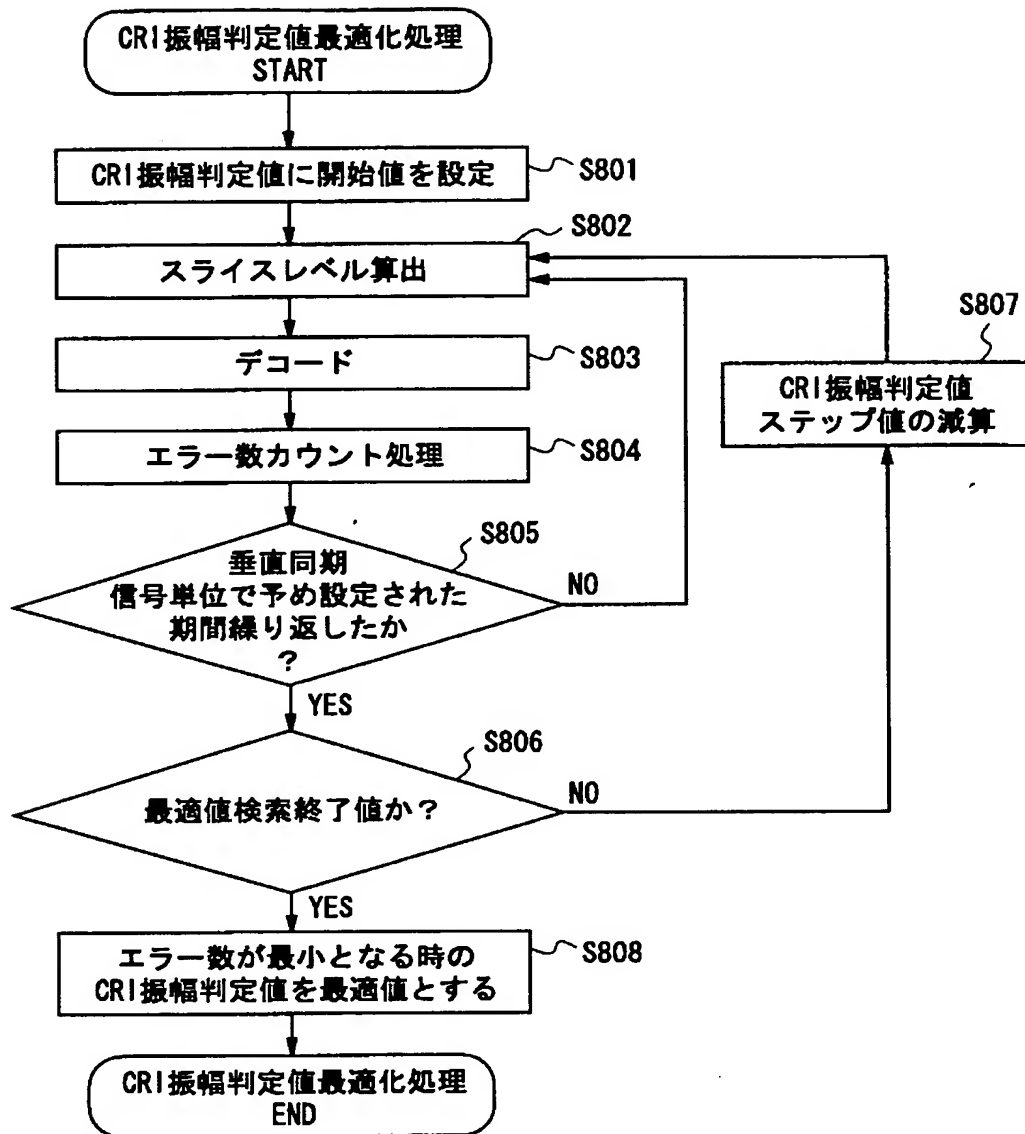 CRI振幅判定値最適化処理
START
CRI振幅判定値に開始値を設定
S801
S802
スライスレベル算出
S807
デコード
S803
CRI振幅判定値
ステップ値の減算
エラー数カウント処理
S804
S805
垂直同期
信号単位で予め設定された
期間繰り返したか
?
NO
YES
S806
最適値検索終了値か?
NO
YES
エラー数が最小となる時の
CRI振幅判定値を最適値とする
S808
CRI振幅判定値最適化処理
END